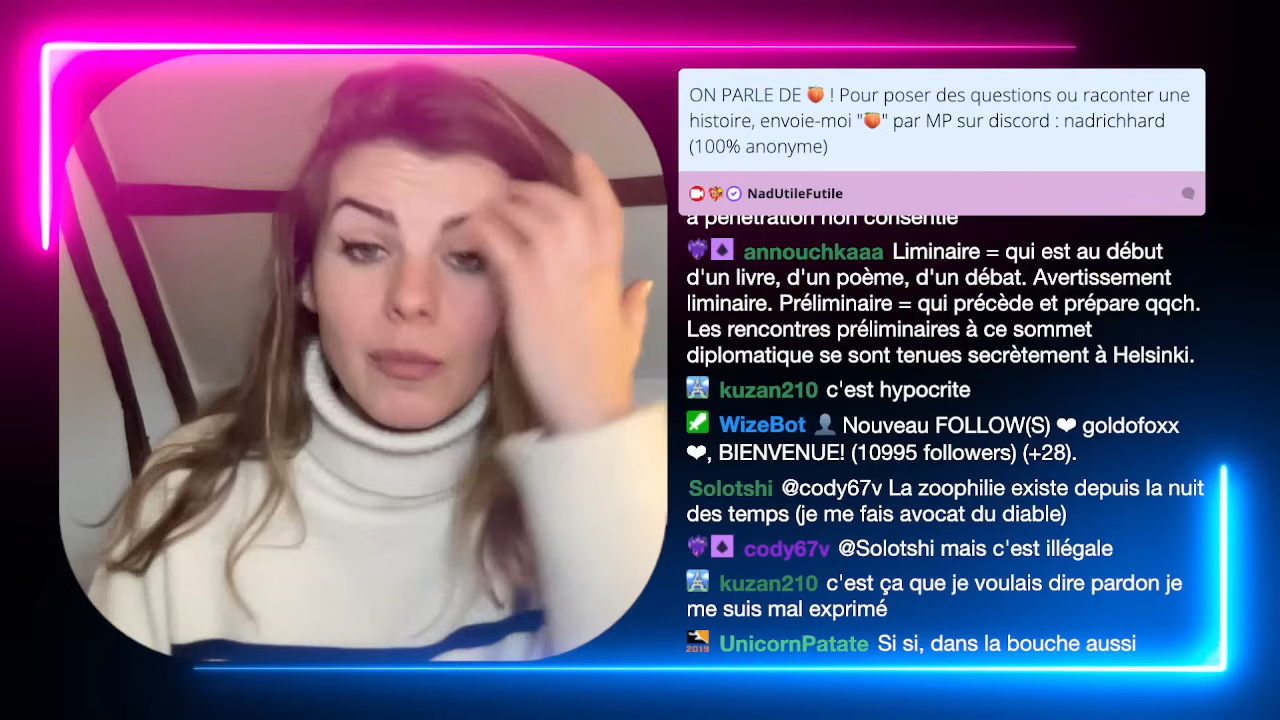 ON PARLE DE 🍑 ! Pour poser des questions ou raconter une
histoire, envoie-moi "🍑" par MP sur discord : nadrichhard
(100% anonyme)
NadUtileFutile
à pénétration non consentie
annouchkaaa Liminaire = qui est au début
d'un livre, d'un poème, d'un débat. Avertissement
liminaire. Préliminaire = qui précède et prépare qqch.
Les rencontres préliminaires à ce sommet
diplomatique se sont tenues secrètement à Helsinki.
kuzan210 c'est hypocrite
WizeBot 👤 Nouveau FOLLOW(S) ❤ goldofoxx
❤, BIENVENUE! (10995 followers) (+28).
Solotshi @cody67v La zoophilie existe depuis la nuit
des temps (je me fais avocat du diable)
cody67v @Solotshi mais c'est illégale
kuzan210 c'est ça que je voulais dire pardon je
me suis mal exprimé
2019 UnicornPatate Si si, dans la bouche aussi